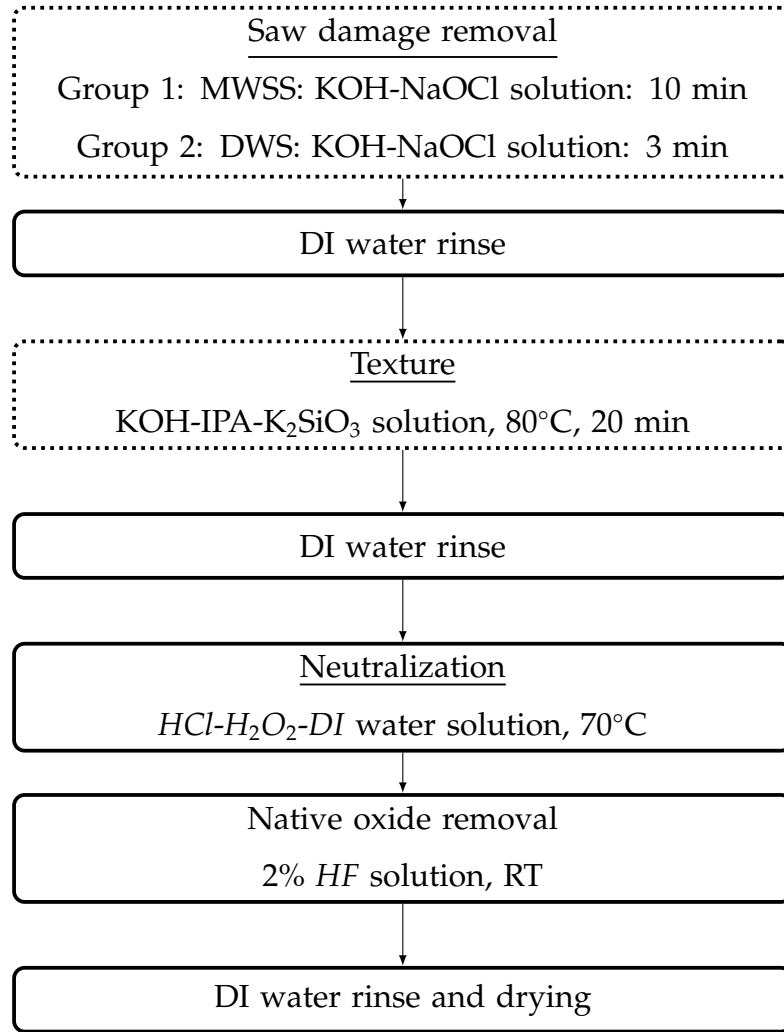 Saw damage removal
Group 1: MWSS: KOH-NaOCl solution: 10 min
Group 2: DWS: KOH-NaOCl solution: 3 min
DI water rinse
Texture
KOH-IPA-K₂SiO₃ solution, 80°C, 20 min
DI water rinse
Neutralization
HCl-H₂O₂-DI water solution, 70°C
Native oxide removal
2% HF solution, RT
DI water rinse and drying